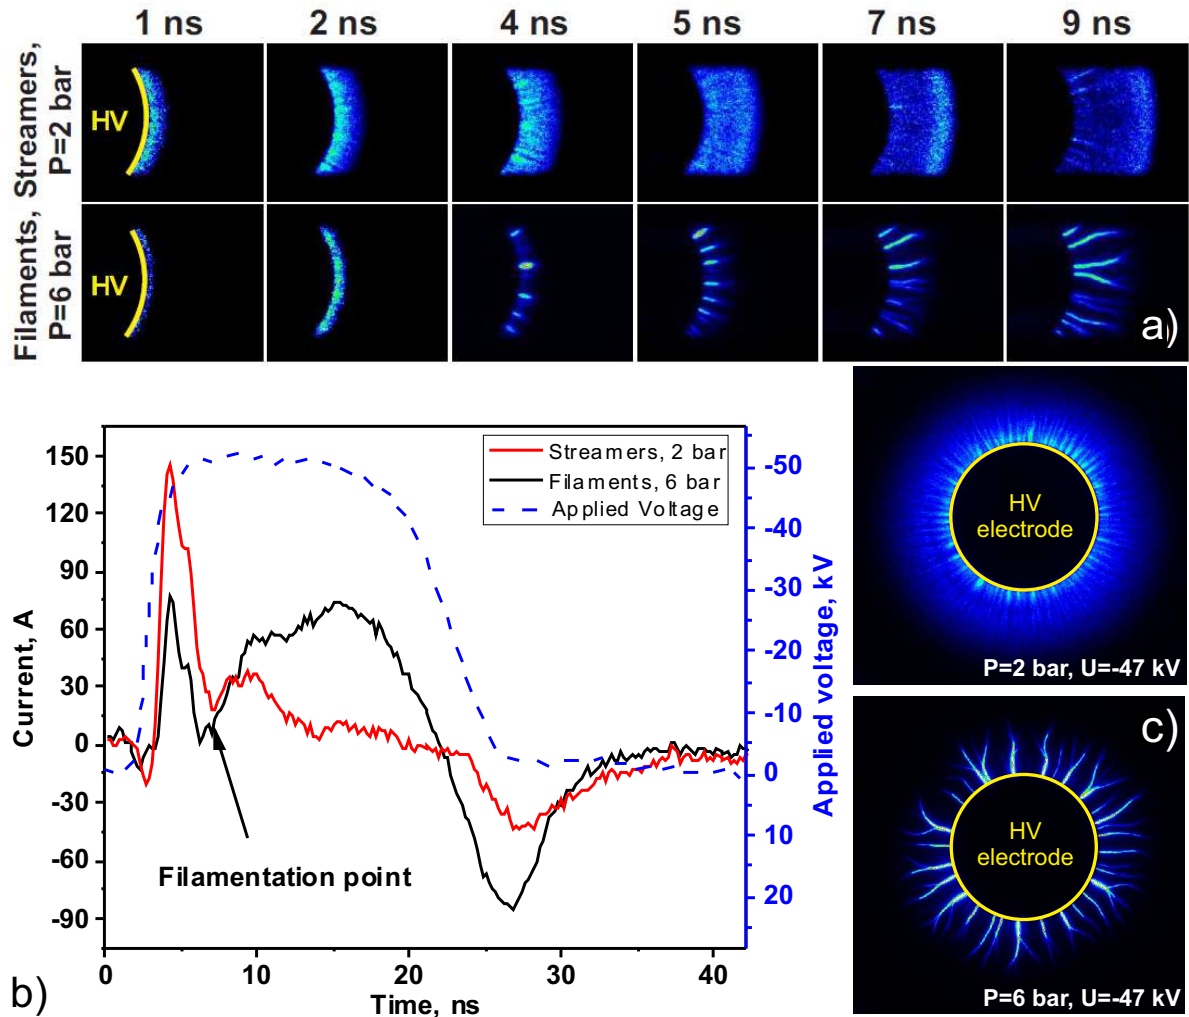 1 ns 2 ns 4 ns 5 ns 7 ns 9 ns
Streamers,
P=2 bar
HV
Filaments,
P=6 bar
HV
a)
150
120
90
60
30
0
-30
-60
-90
Current, A
Streamers, 2 bar
Filaments, 6 bar
Applied Voltage
Filamentation point
-50
-40
-30
-20
-10
0
10
20
Applied voltage, kV
0 10 20 30 40
Time, ns
b)
HV
electrode
P=2 bar, U=-47 kV
c)
HV
electrode
P=6 bar, U=-47 kV